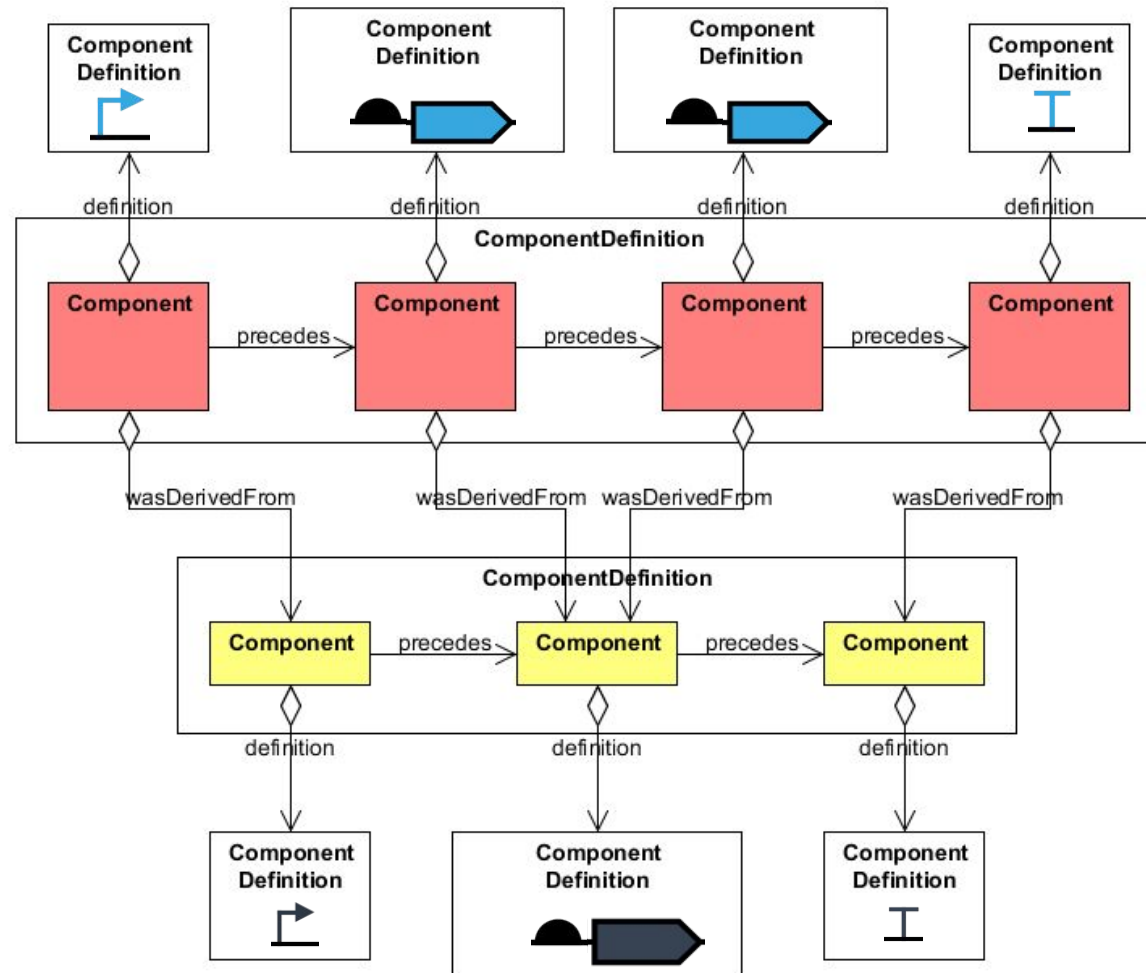 Component
Definition
Component
Definition
Component
Definition
Component
Definition
definition
definition
definition
definition
ComponentDefinition
Component
Component
Component
Component
precedes
precedes
precedes
wasDerivedFrom
wasDerivedFrom
wasDerivedFrom
wasDerivedFrom
ComponentDefinition
Component
Component
Component
precedes
precedes
definition
definition
definition
Component
Definition
Component
Definition
Component
Definition